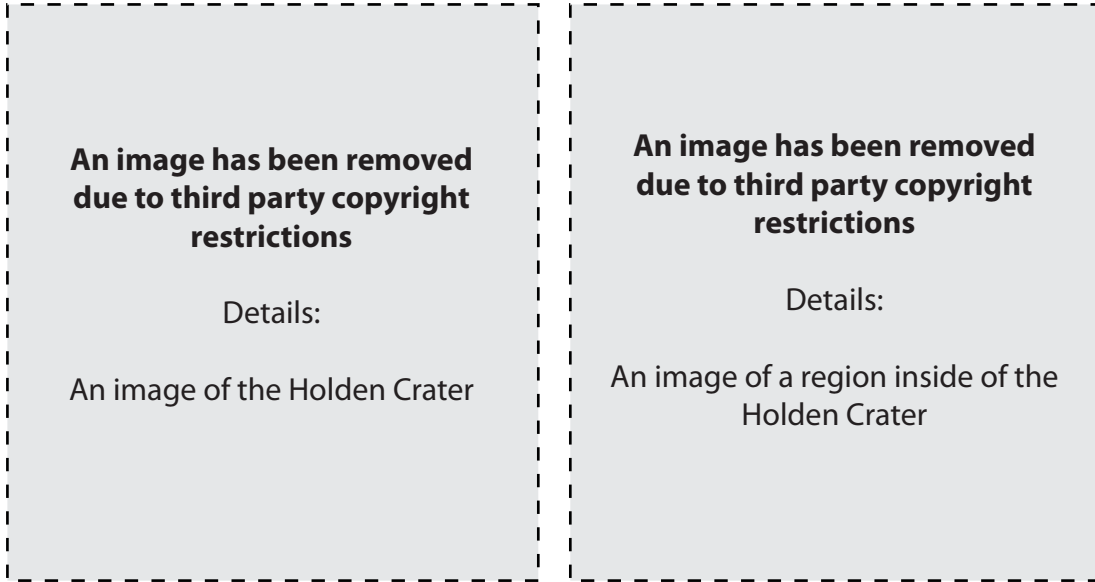 An image has been removed
due to third party copyright
restrictions
Details:
An image of the Holden Crater
An image has been removed
due to third party copyright
restrictions
Details:
An image of a region inside of the
Holden Crater